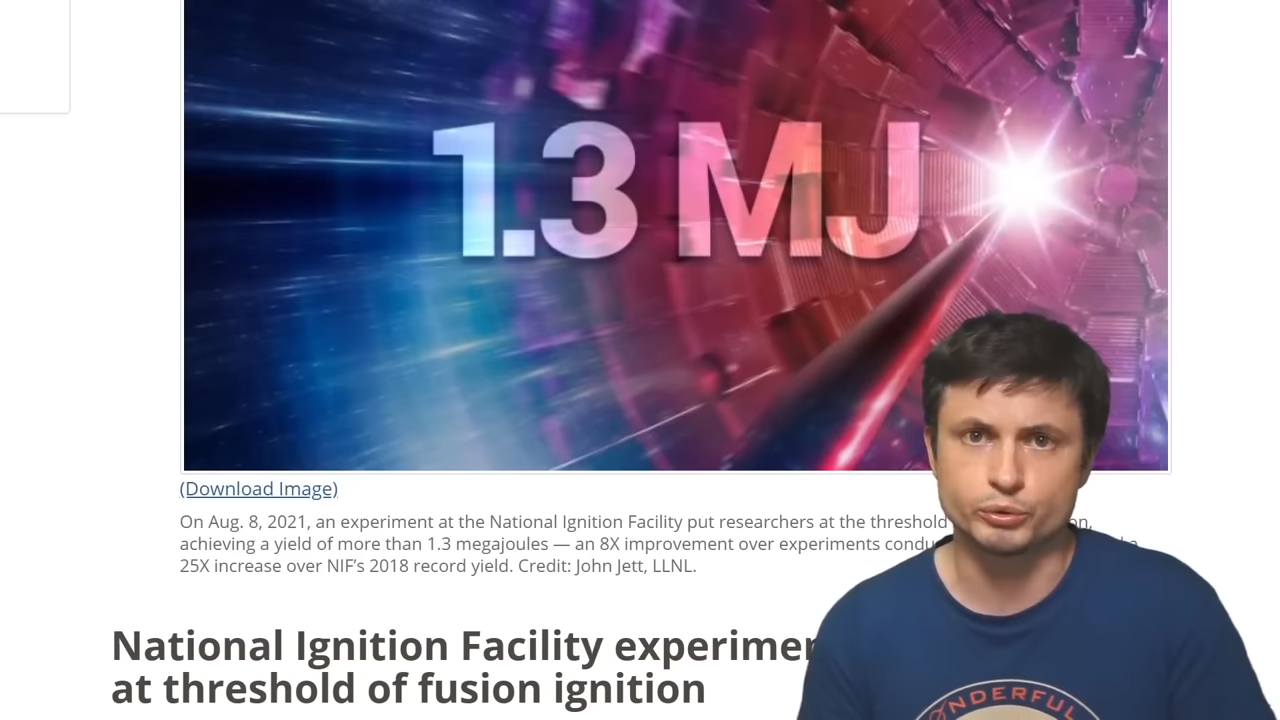 1.3 MJ
(Download Image)
On Aug. 8, 2021, an experiment at the National Ignition Facility put researchers at the threshold
achieving a yield of more than 1.3 megajoules — an 8X improvement over experiments
25X increase over NIF’s 2018 record yield. Credit: John Jett, LLNL.
National Ignition Facility
at threshold of fusion ignition